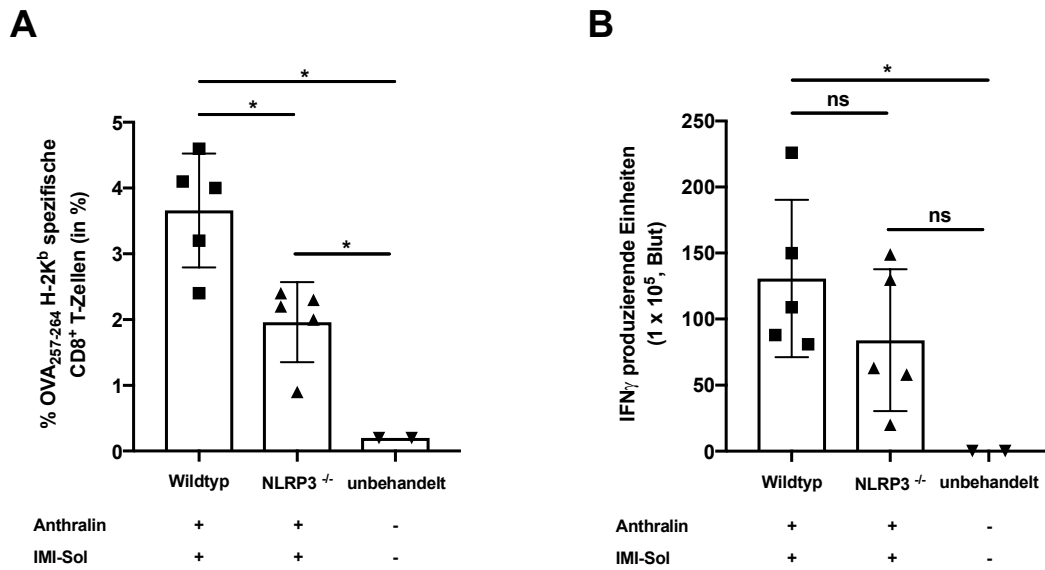 A
*
*
*
% OVA257-264 H-2Kb spezifische
CD8+ T-Zellen (in %)
5
4
3
2
1
0
Wildtyp NLRP3 -/- unbehandelt
Anthralin + + -
IMI-Sol + + -
B
*
ns
ns
IFNγ produzierende Einheiten
(1 x 10^5, Blut)
250
200
150
100
50
0
Wildtyp NLRP3 -/- unbehandelt
Anthralin + + -
IMI-Sol + + -